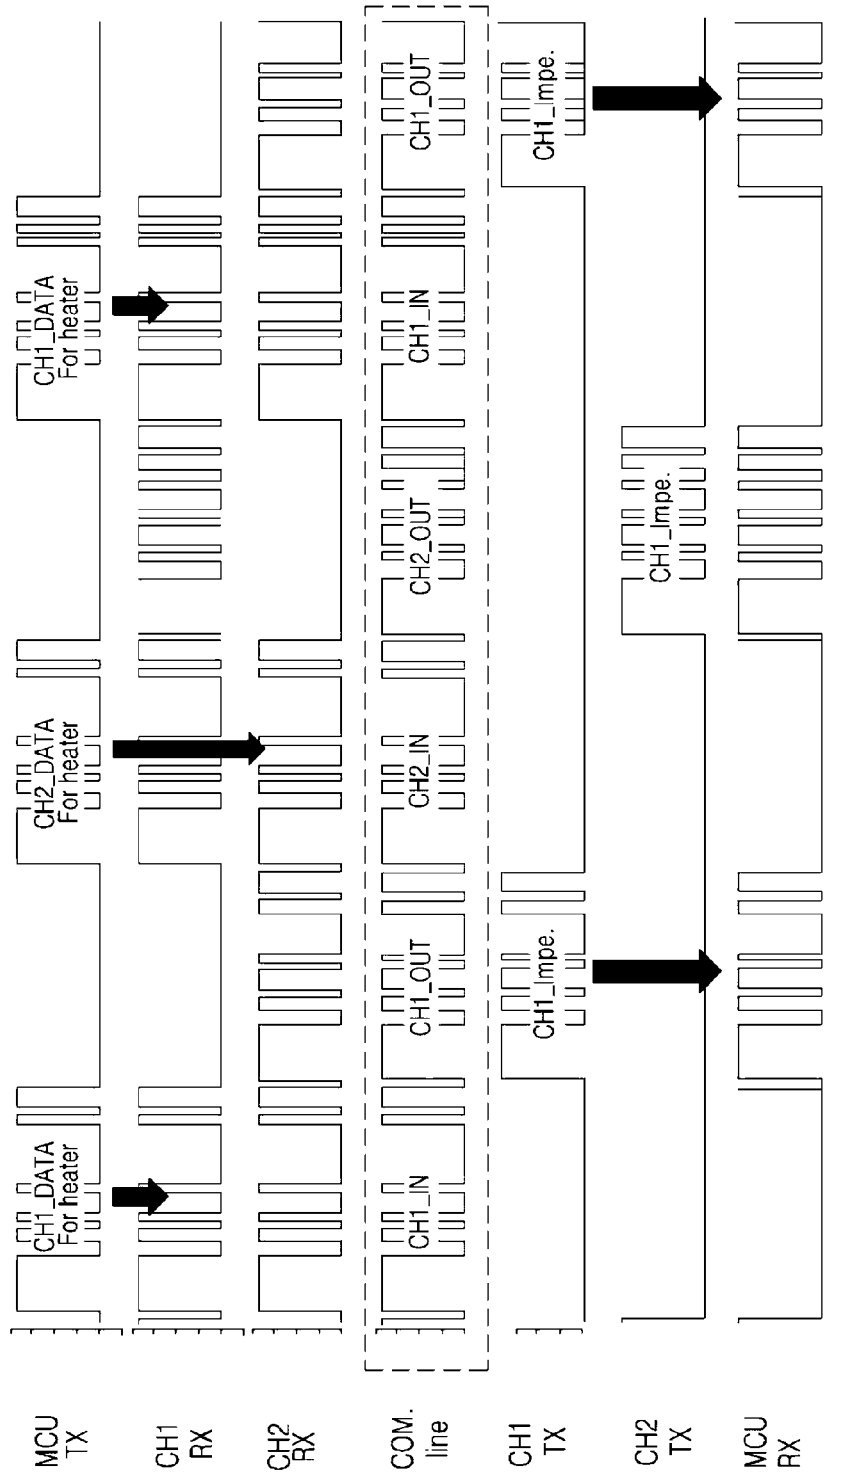 MCU
TX
CH1_DATA
For heater
CH2_DATA
For heater
CH1_DATA
For heater
CH1
RX
CH2
RX
COM.
line
CH1_IN
CH1_OUT
CH2_IN
CH2_OUT
CH1_IN
CH1_OUT
CH1
TX
CH1_Impe.
CH1_Impe.
CH2
TX
CH1_Impe.
MCU
RX